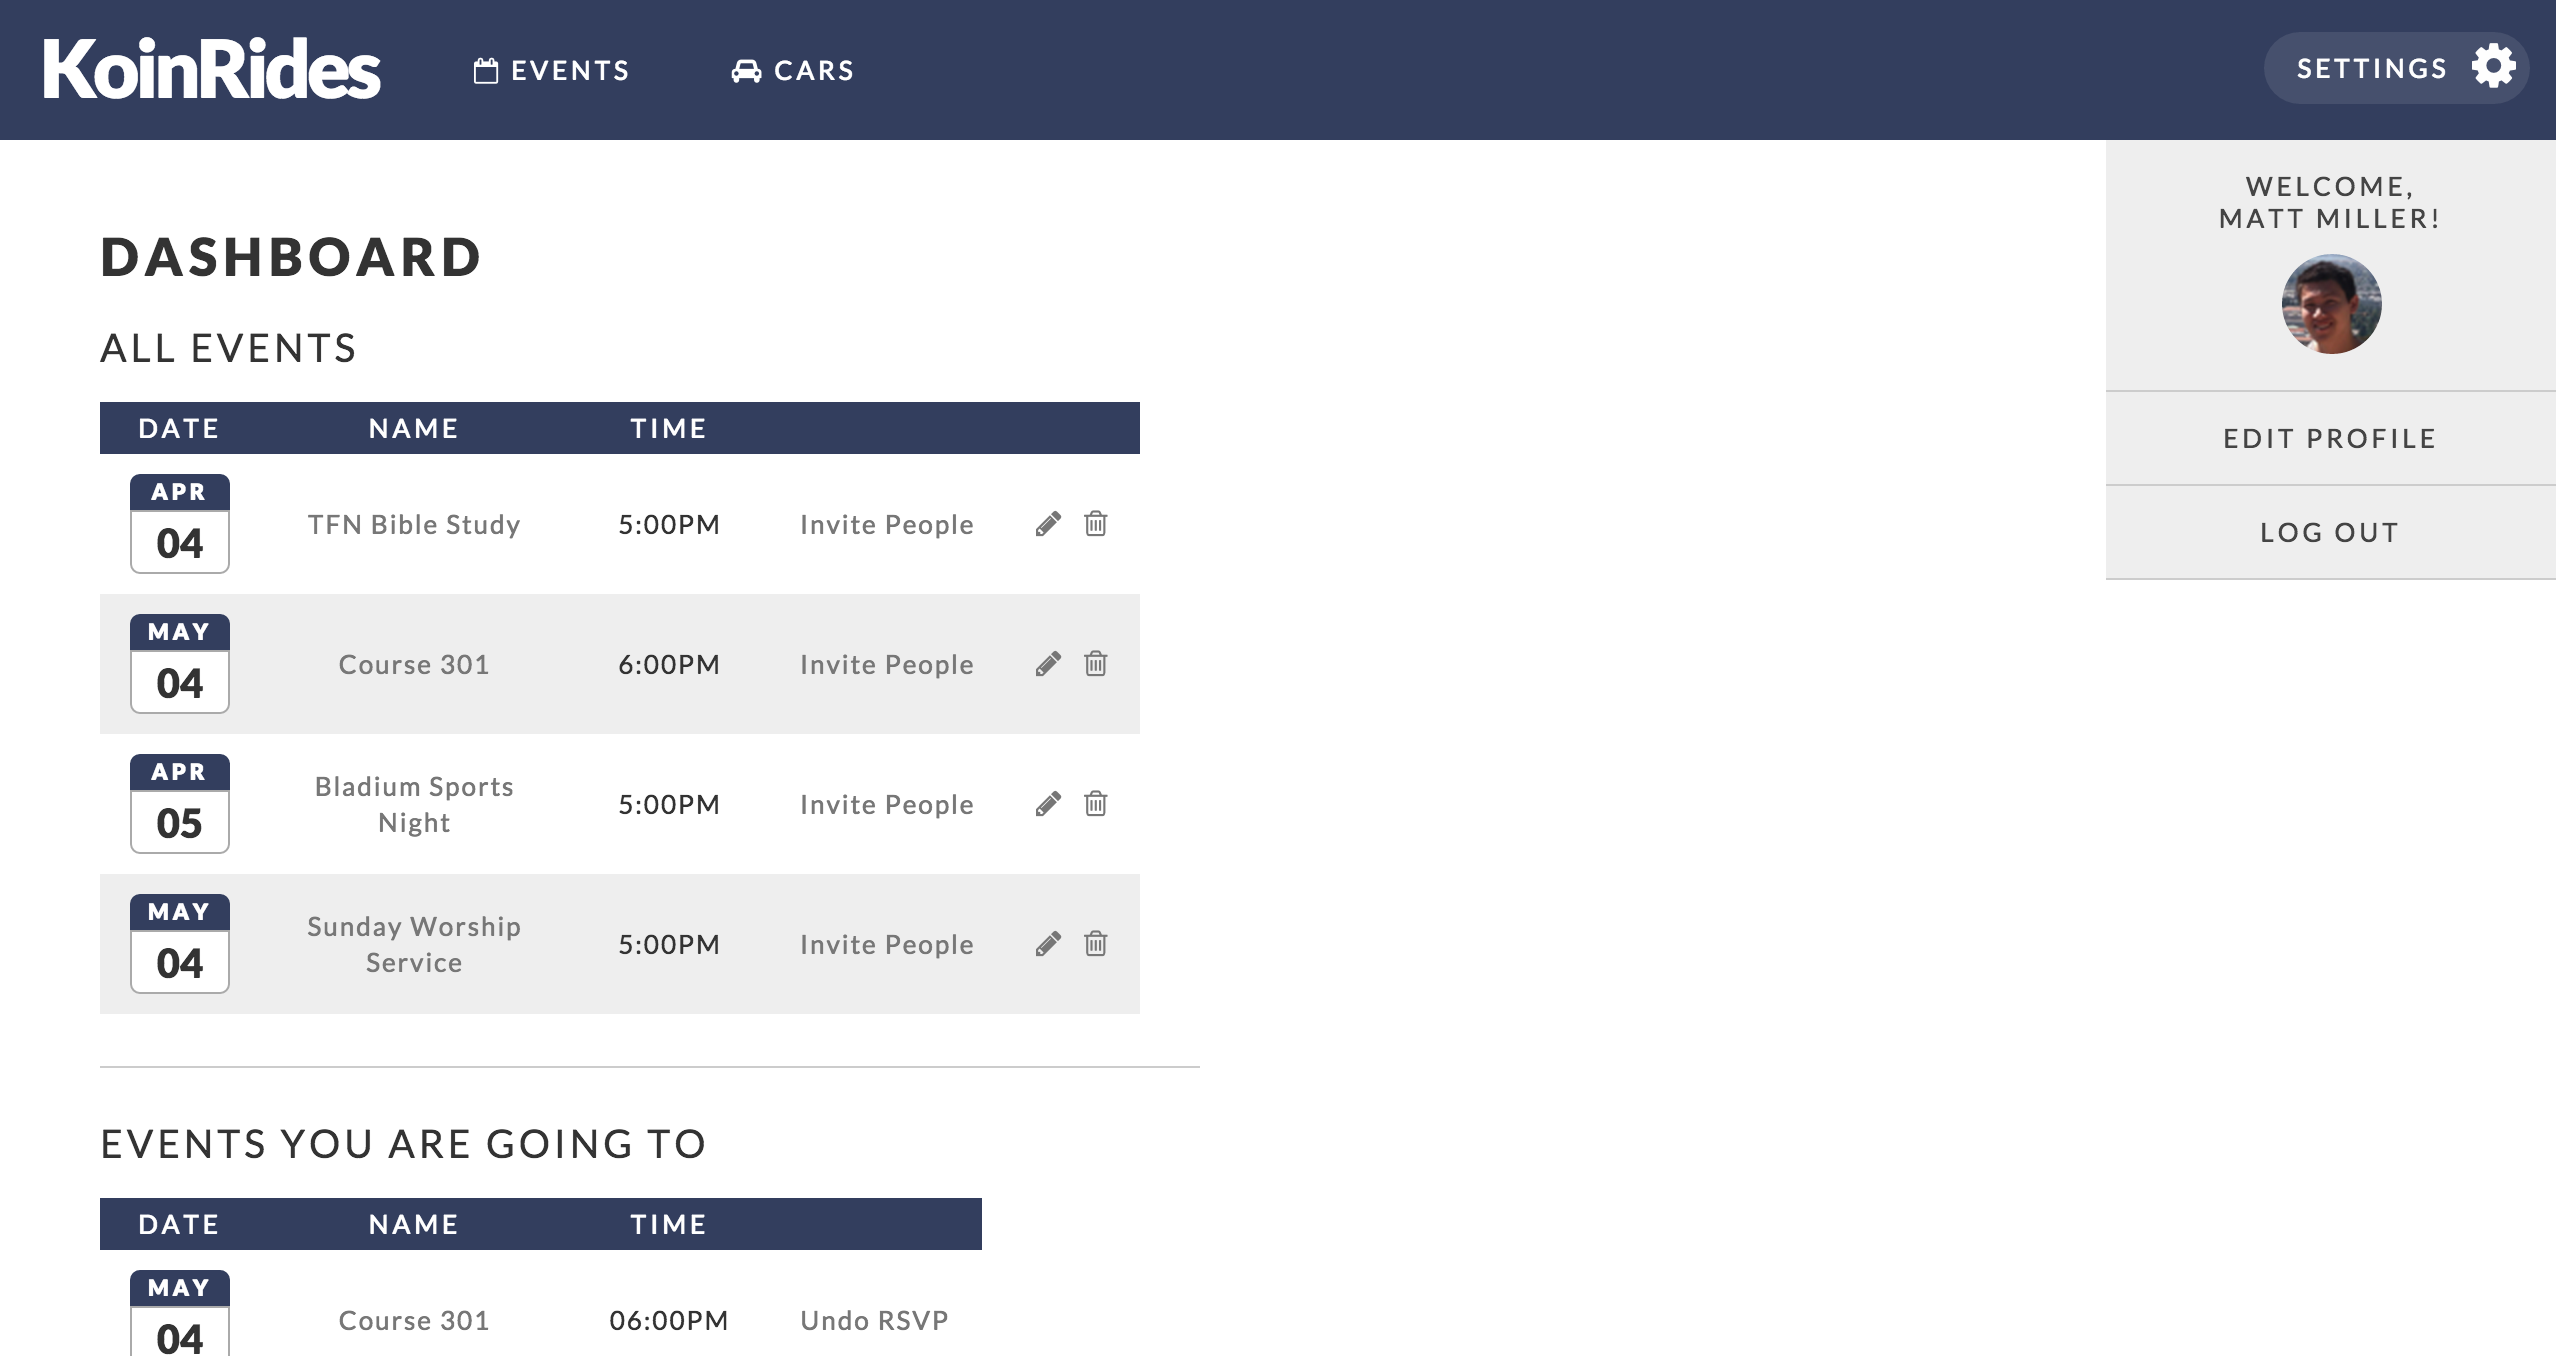 KoinRides
EVENTS
CARS
SETTINGS
WELCOME,
MATT MILLER!
EDIT PROFILE
LOG OUT
DASHBOARD
ALL EVENTS
DATE NAME TIME
APR
04
TFN Bible Study 5:00PM Invite People
MAY
04
Course 301 6:00PM Invite People
APR
05
Bladium Sports
Night
5:00PM Invite People
MAY
04
Sunday Worship
Service
5:00PM Invite People
EVENTS YOU ARE GOING TO
DATE NAME TIME
MAY
04
Course 301 06:00PM Undo RSVP